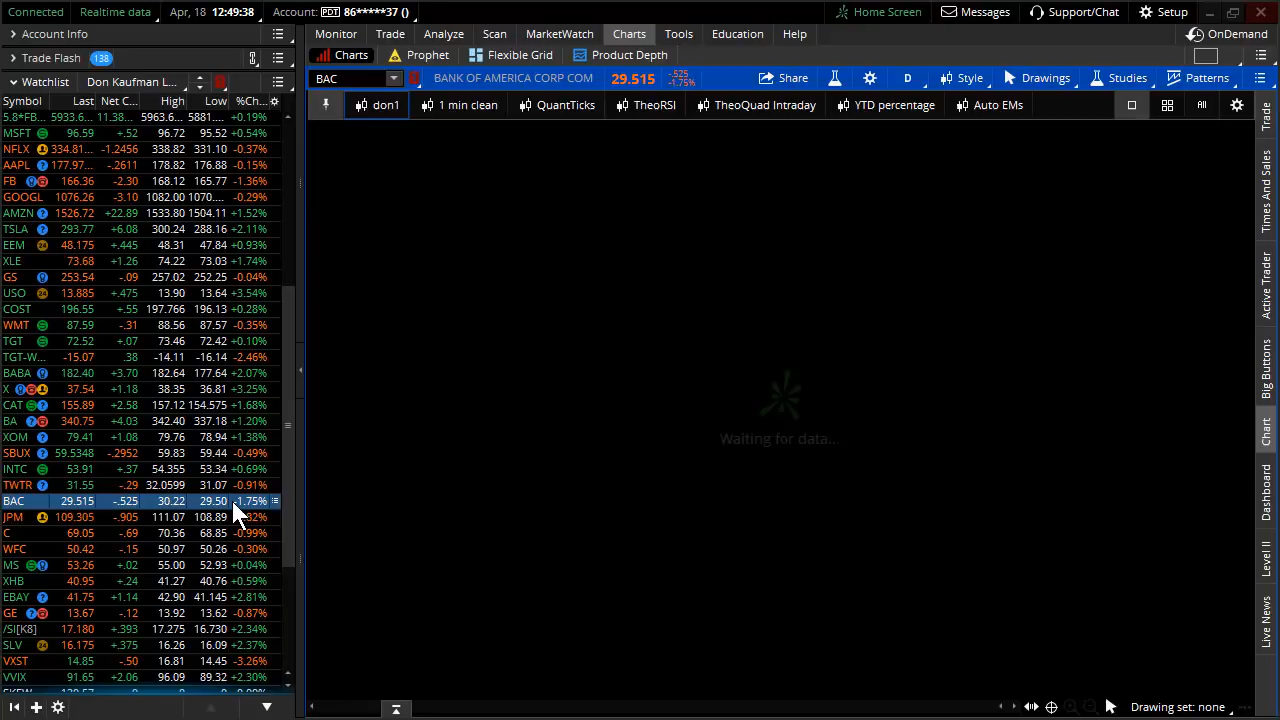 Connected Realtime data Apr, 18 12:49:38 Account: PDT 86*****37 () Home Screen Messages Support/Chat Setup
Account Info Monitor Trade Analyze Scan MarketWatch Charts Tools Education Help OnDemand
Trade Flash 138 Charts Prophet Flexible Grid Product Depth
Watchlist Don Kaufman L... BAC BANK OF AMERICA CORP COM 29.515 -.525 -1.75% Share D Style Drawings Studies Patterns
Symbol Last Net C... High Low %Ch... don1 1 min clean QuantTicks TheoRSI TheoQuad Intraday YTD percentage Auto EMs All
5.8*FB... 5933.6... 11.38... 5963.6... 5881.... +0.19%
MSFT 96.59 +.52 96.72 95.52 +0.54%
NFLX 334.81... -1.2456 338.82 331.10 -0.37%
AAPL 177.97... -.2611 178.82 176.88 -0.15%
FB 166.36 -2.30 168.12 165.77 -1.36%
GOOGL 1076.26 -3.10 1082.00 1070.... -0.29%
AMZN 1526.72 +22.89 1533.80 1504.11 +1.52%
TSLA 293.77 +6.08 300.24 288.16 +2.11%
EEM 48.175 +.445 48.31 47.84 +0.93%
XLE 73.68 +1.26 74.22 73.03 +1.74%
GS 253.54 -.09 257.02 252.25 -0.04%
USO 13.885 +.475 13.90 13.64 +3.54%
COST 196.55 +.55 197.766 196.13 +0.28%
WMT 87.59 -.31 88.56 87.57 -0.35%
TGT 72.52 +.07 73.46 72.42 +0.10%
TGT-W... -15.07 .38 -14.11 -16.14 -2.46%
BABA 182.40 +3.70 182.64 177.64 +2.07%
X 37.54 +1.18 38.35 36.81 +3.25%
CAT 155.89 +2.58 157.12 154.575 +1.68%
BA 340.75 +4.03 342.40 337.18 +1.20%
XOM 79.41 +1.08 79.76 78.94 +1.38%
SBUX 59.5348 -.2952 59.83 59.44 -0.49%
INTC 53.91 +.37 54.355 53.34 +0.69%
TWTR 31.55 -.29 32.0599 31.07 -0.91%
BAC 29.515 -.525 30.22 29.50 -1.75%
JPM 109.305 -.905 111.07 108.89
C 69.05 -.69 70.36 68.85 -0.99%
WFC 50.42 -.15 50.97 50.26 -0.30%
MS 53.26 +.02 55.00 52.93 +0.04%
XHB 40.95 +.24 41.27 40.76 +0.59%
EBAY 41.75 +1.14 42.90 41.145 +2.81%
GE 13.67 -.12 13.92 13.62 -0.87%
/SI[K8] 17.180 +.393 17.275 16.730 +2.34%
SLV 16.175 +.375 16.26 16.09 +2.37%
VXST 14.85 -.50 16.81 14.45 -3.26%
VVIX 91.65 +2.06 96.09 89.32 +2.30%
Waiting for data...
Drawing set: none
Trade
Times And Sales
Active Trader
Big Buttons
Chart
Dashboard
Level II
Live News